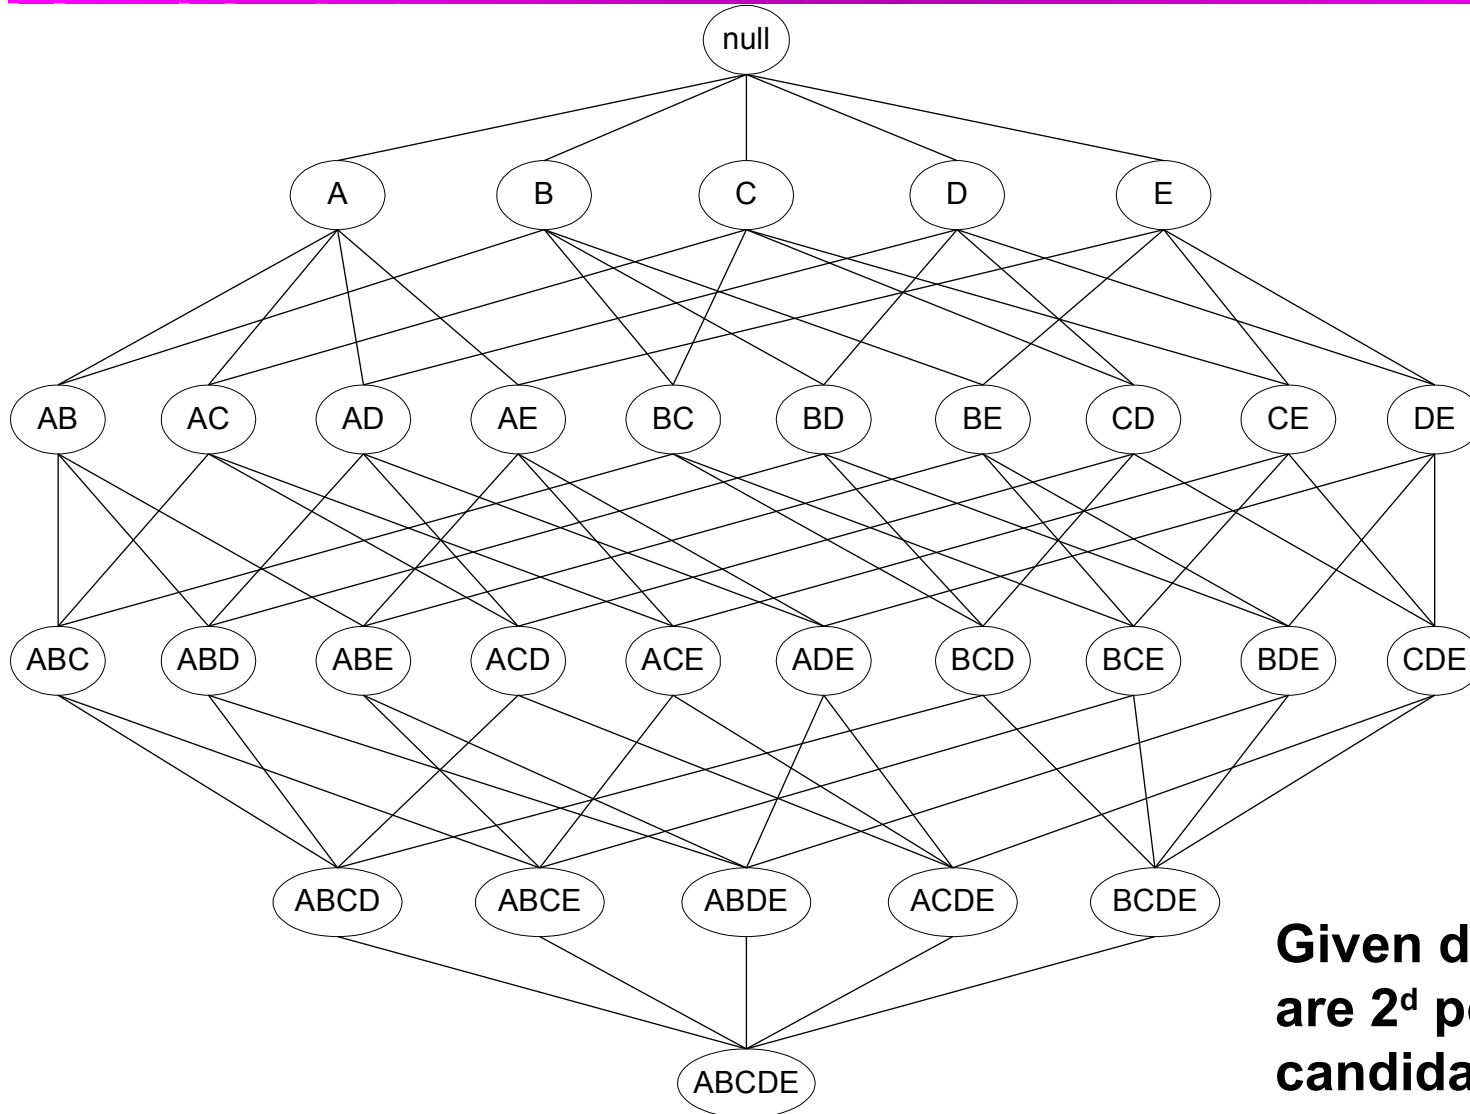 null
A B C D E
AB AC AD AE BC BD BE CD CE DE
ABC ABD ABE ACD ACE ADE BCD BCE BDE CDE
ABCD ABCE ABDE ACDE BCDE
Given d
are 2ᵈ
ABCDE